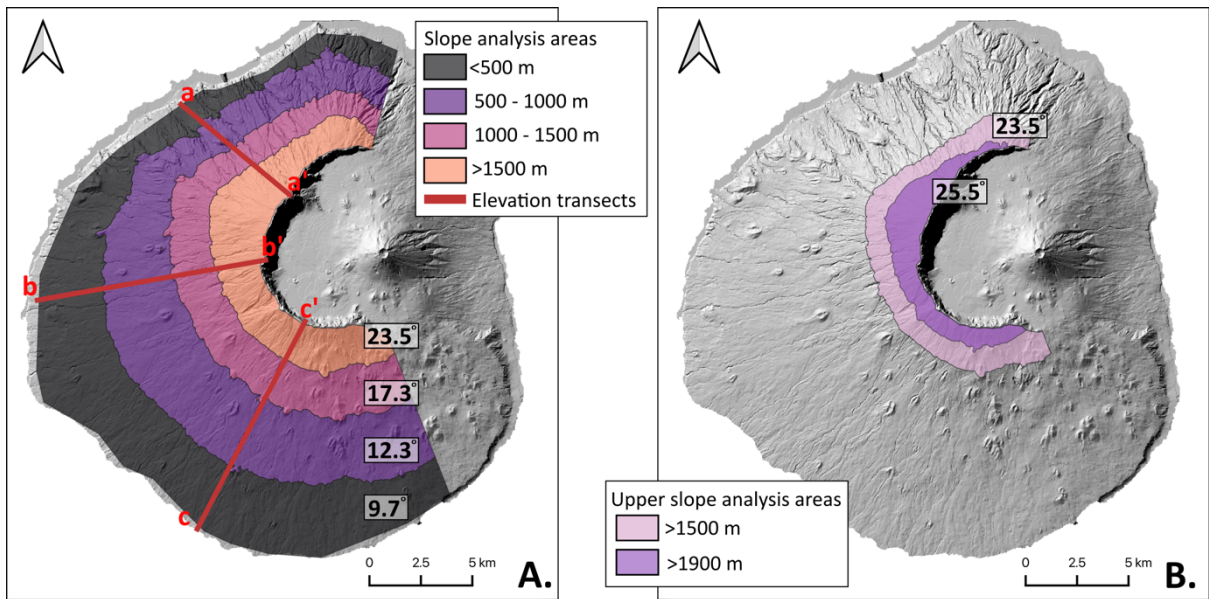 Slope analysis areas
<500 m
500 - 1000 m
1000 - 1500 m
>1500 m
Elevation transects
a
a'
b'
b
c'
c
23.5°
17.3°
12.3°
9.7°
0 2.5 5 km
A.
23.5°
25.5°
Upper slope analysis areas
>1500 m
>1900 m
0 2.5 5 km
B.